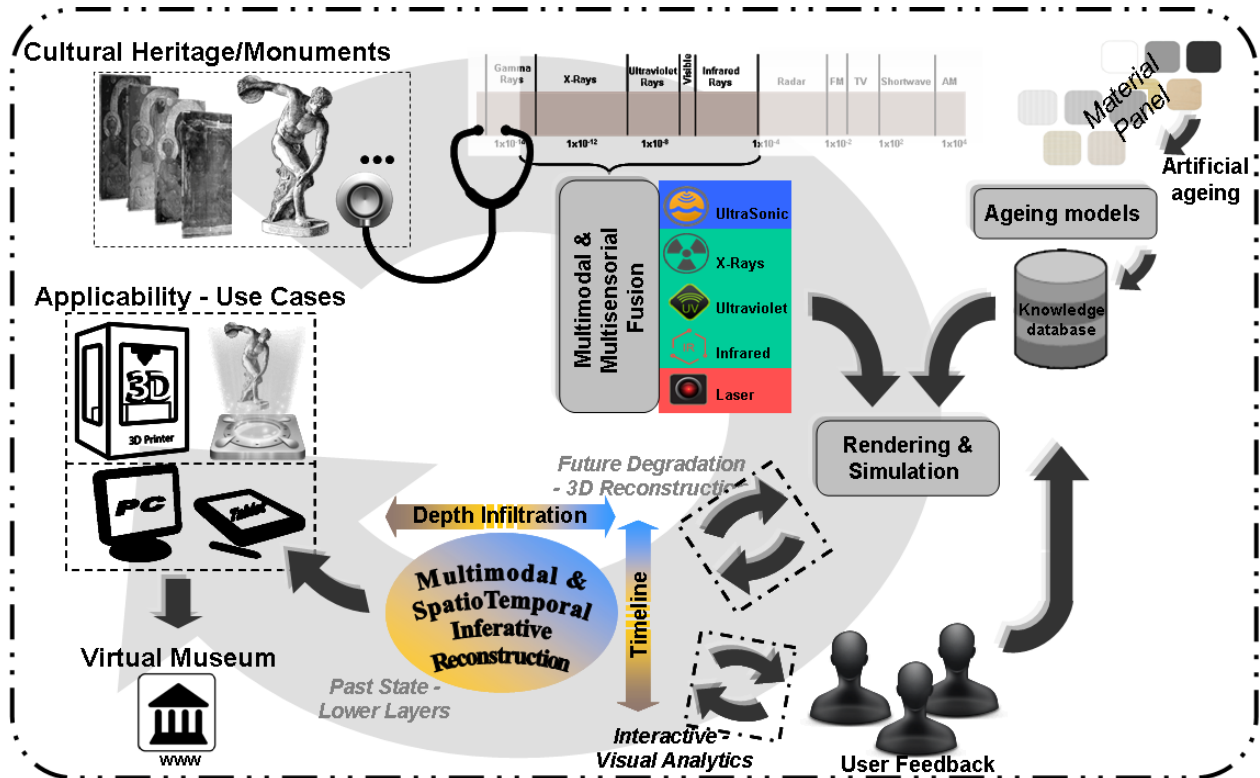 Cultural Heritage/Monuments
Gamma
Rays
X-Rays
Ultraviolet
Rays
Visible
Infrared
Rays
Radar
FM
TV
Shortwave
AM
1x10⁻¹⁴
1x10⁻¹²
1x10⁻⁸
1x10⁻⁴
1x10⁻²
1x10²
1x10⁴
Material
Panel
Artificial
ageing
Ageing models
Knowledge
database
Multimodal &
Multisensorial
Fusion
UltraSonic
X-Rays
UV
Ultraviolet
IR
Infrared
Laser
Applicability - Use Cases
3D
3D Printer
PC
Tablet
Rendering &
Simulation
Future Degradation
- 3D Reconstruction
Depth Infiltration
Timeline
Multimodal &
SpatioTemporal
Inferative
Reconstruction
Past State -
Lower Layers
Interactive -
Visual Analytics
User Feedback
Virtual Museum
www